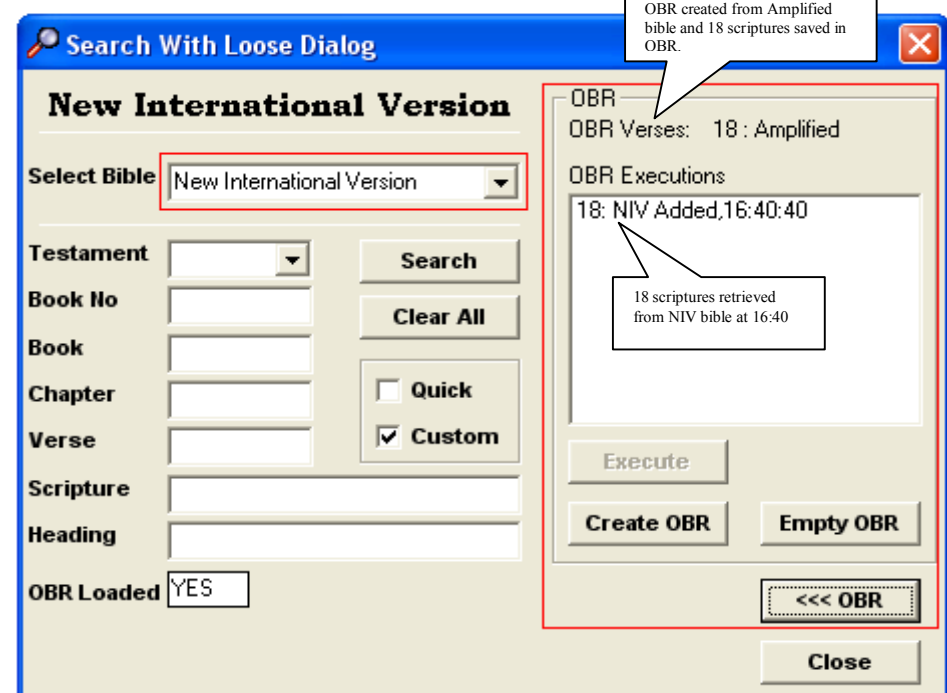 OBR created from Amplified
bible and 18 scriptures saved in
OBR.
Search With Loose Dialog
New International Version
Select Bible New International Version
Testament
Search
Book No
Clear All
Book
Chapter
Quick
Verse
Custom
Scripture
Heading
OBR Loaded YES
OBR
OBR Verses: 18 : Amplified
OBR Executions
18: NIV Added,16:40:40
18 scriptures retrieved
from NIV bible at 16:40
Execute
Create OBR Empty OBR
<<< OBR
Close